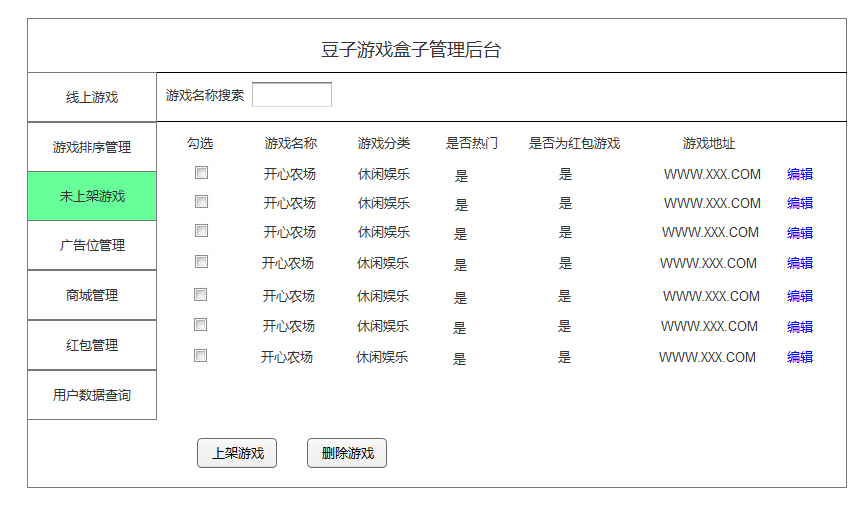 豆子游戏盒子管理后台
线上游戏
游戏名称搜索
游戏排序管理
未上架游戏
广告位管理
商城管理
红包管理
用户数据查询
勾选 游戏名称 游戏分类 是否热门 是否为红包游戏 游戏地址
开心农场 休闲娱乐 是 是 WWW.XXX.COM 编辑
开心农场 休闲娱乐 是 是 WWW.XXX.COM 编辑
开心农场 休闲娱乐 是 是 WWW.XXX.COM 编辑
开心农场 休闲娱乐 是 是 WWW.XXX.COM 编辑
开心农场 休闲娱乐 是 是 WWW.XXX.COM 编辑
开心农场 休闲娱乐 是 是 WWW.XXX.COM 编辑
开心农场 休闲娱乐 是 是 WWW.XXX.COM 编辑
上架游戏 删除游戏